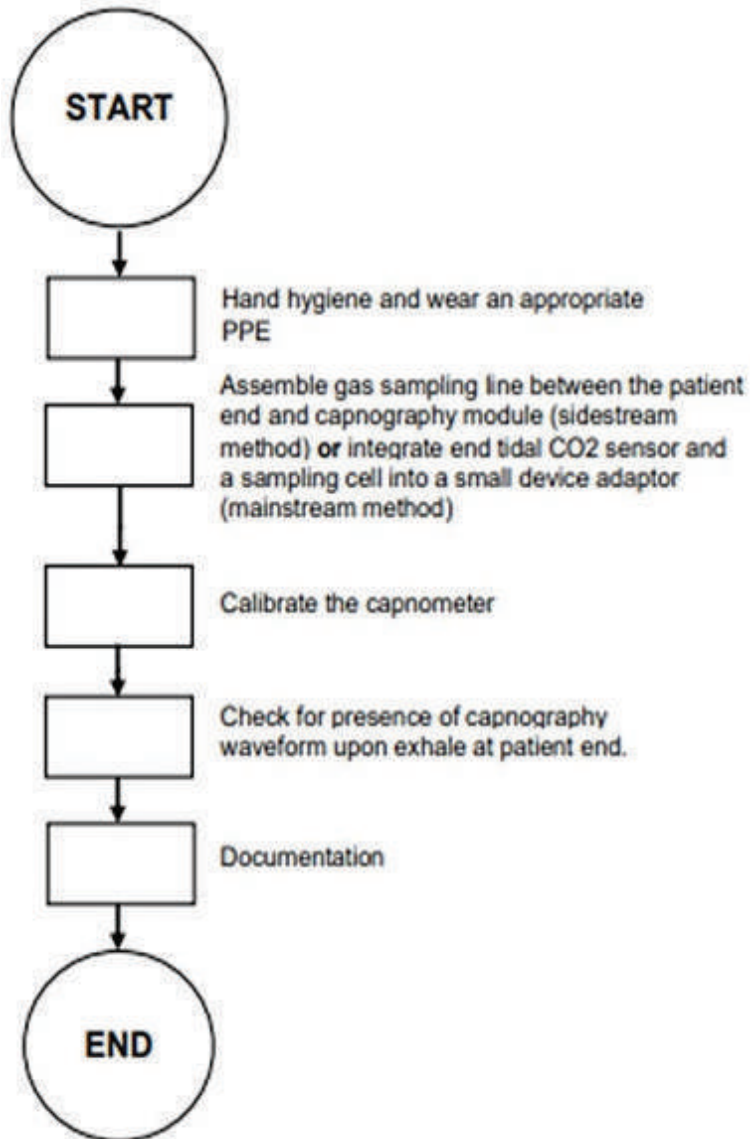 START
Hand hygiene and wear an appropriate
PPE
Assemble gas sampling line between the patient
end and capnography module (sidestream
method) or integrate end tidal CO2 sensor and
a sampling cell into a small device adaptor
(mainstream method)
Calibrate the capnometer
Check for presence of capnography
waveform upon exhale at patient end.
Documentation
END